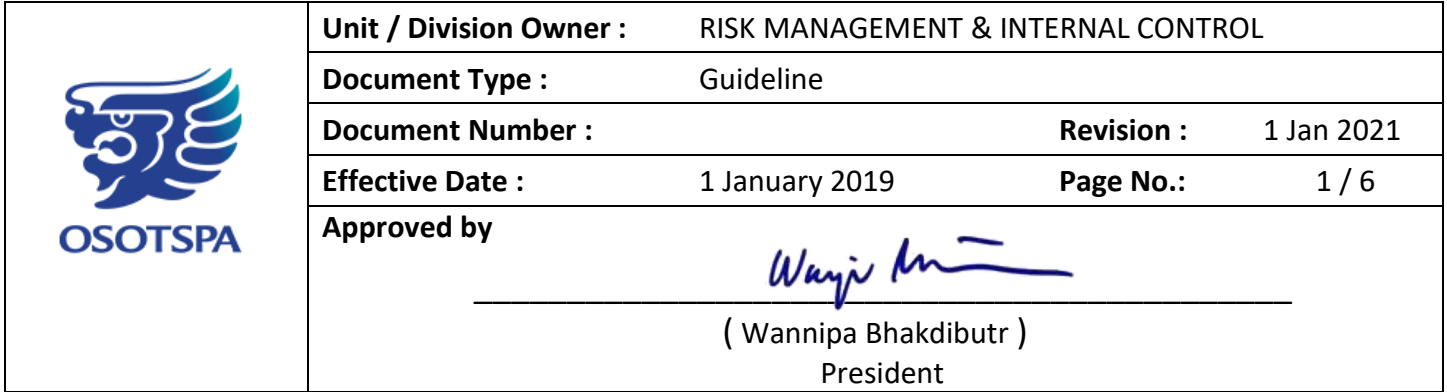 Unit / Division Owner : RISK MANAGEMENT & INTERNAL CONTROL
Document Type : Guideline
Document Number : Revision : 1 Jan 2021
Effective Date : 1 January 2019 Page No.: 1 / 6
OSOTSPA
Approved by
( Wannipa Bhakdibutr )
President